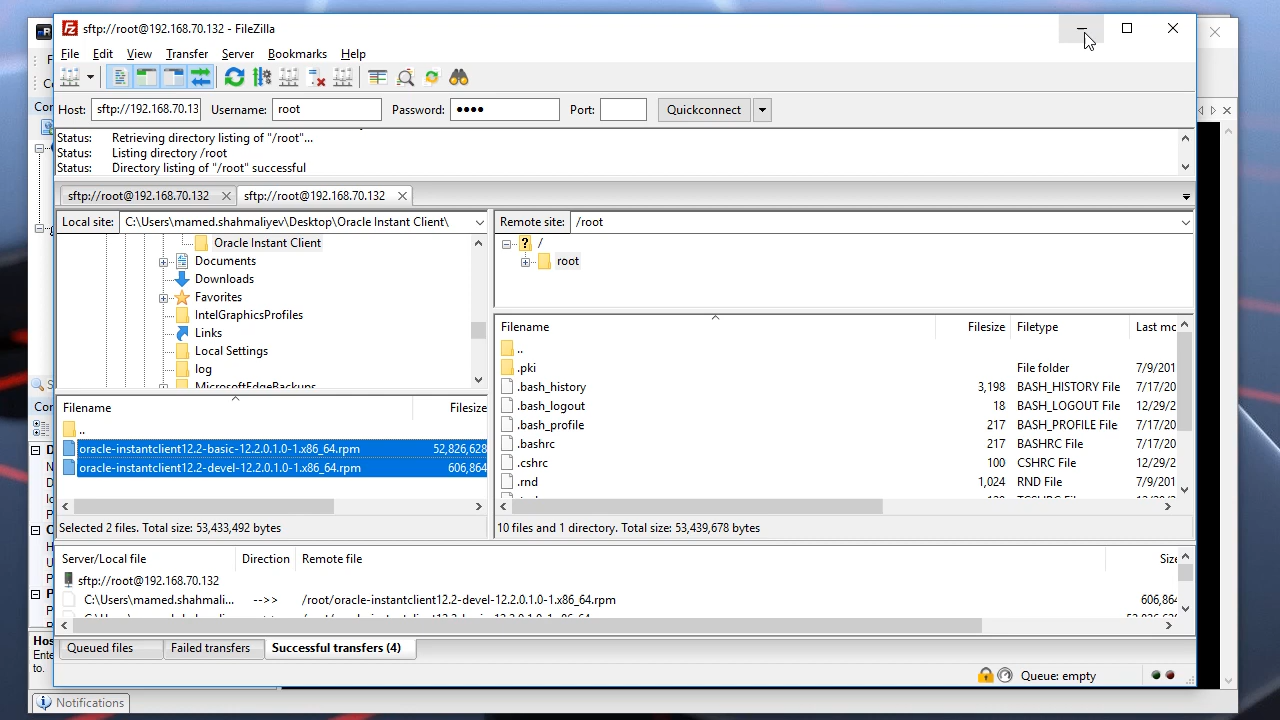 sftp://root@192.168.70.132 - FileZilla
File Edit View Transfer Server Bookmarks Help
Host: sftp://192.168.70.13 Username: root Password: •••• Port: Quickconnect
Status: Retrieving directory listing of "/root"...
Status: Listing directory /root
Status: Directory listing of "/root" successful
sftp://root@192.168.70.132 sftp://root@192.168.70.132
Local site: C:\Users\mamed.shahmaliyev\Desktop\Oracle Instant Client\
Oracle Instant Client
Documents
Downloads
Favorites
IntelGraphicsProfiles
Links
Local Settings
log
MicrosoftEdgeBackups
Filename Filesize
..
oracle-instantclient12.2-basic-12.2.0.1.0-1.x86_64.rpm 52,826,628
oracle-instantclient12.2-devel-12.2.0.1.0-1.x86_64.rpm 606,864
Selected 2 files. Total size: 53,433,492 bytes
Remote site: /root
/
root
Filename Filesize Filetype Last mc
..
.pki File folder 7/9/201
.bash_history 3,198 BASH_HISTORY File 7/17/20
.bash_logout 18 BASH_LOGOUT File 12/29/2
.bash_profile 217 BASH_PROFILE File 7/17/20
.bashrc 217 BASHRC File 7/17/20
.cshrc 100 CSHRC File 12/29/2
.rnd 1,024 RND File 7/9/201
10 files and 1 directory. Total size: 53,439,678 bytes
Server/Local file Direction Remote file Size
sftp://root@192.168.70.132
C:\Users\mamed.shahmali... -->> /root/oracle-instantclient12.2-devel-12.2.0.1.0-1.x86_64.rpm 606,864
Queued files Failed transfers Successful transfers (4)
Queue: empty
Hos
Ente
to.
Notifications